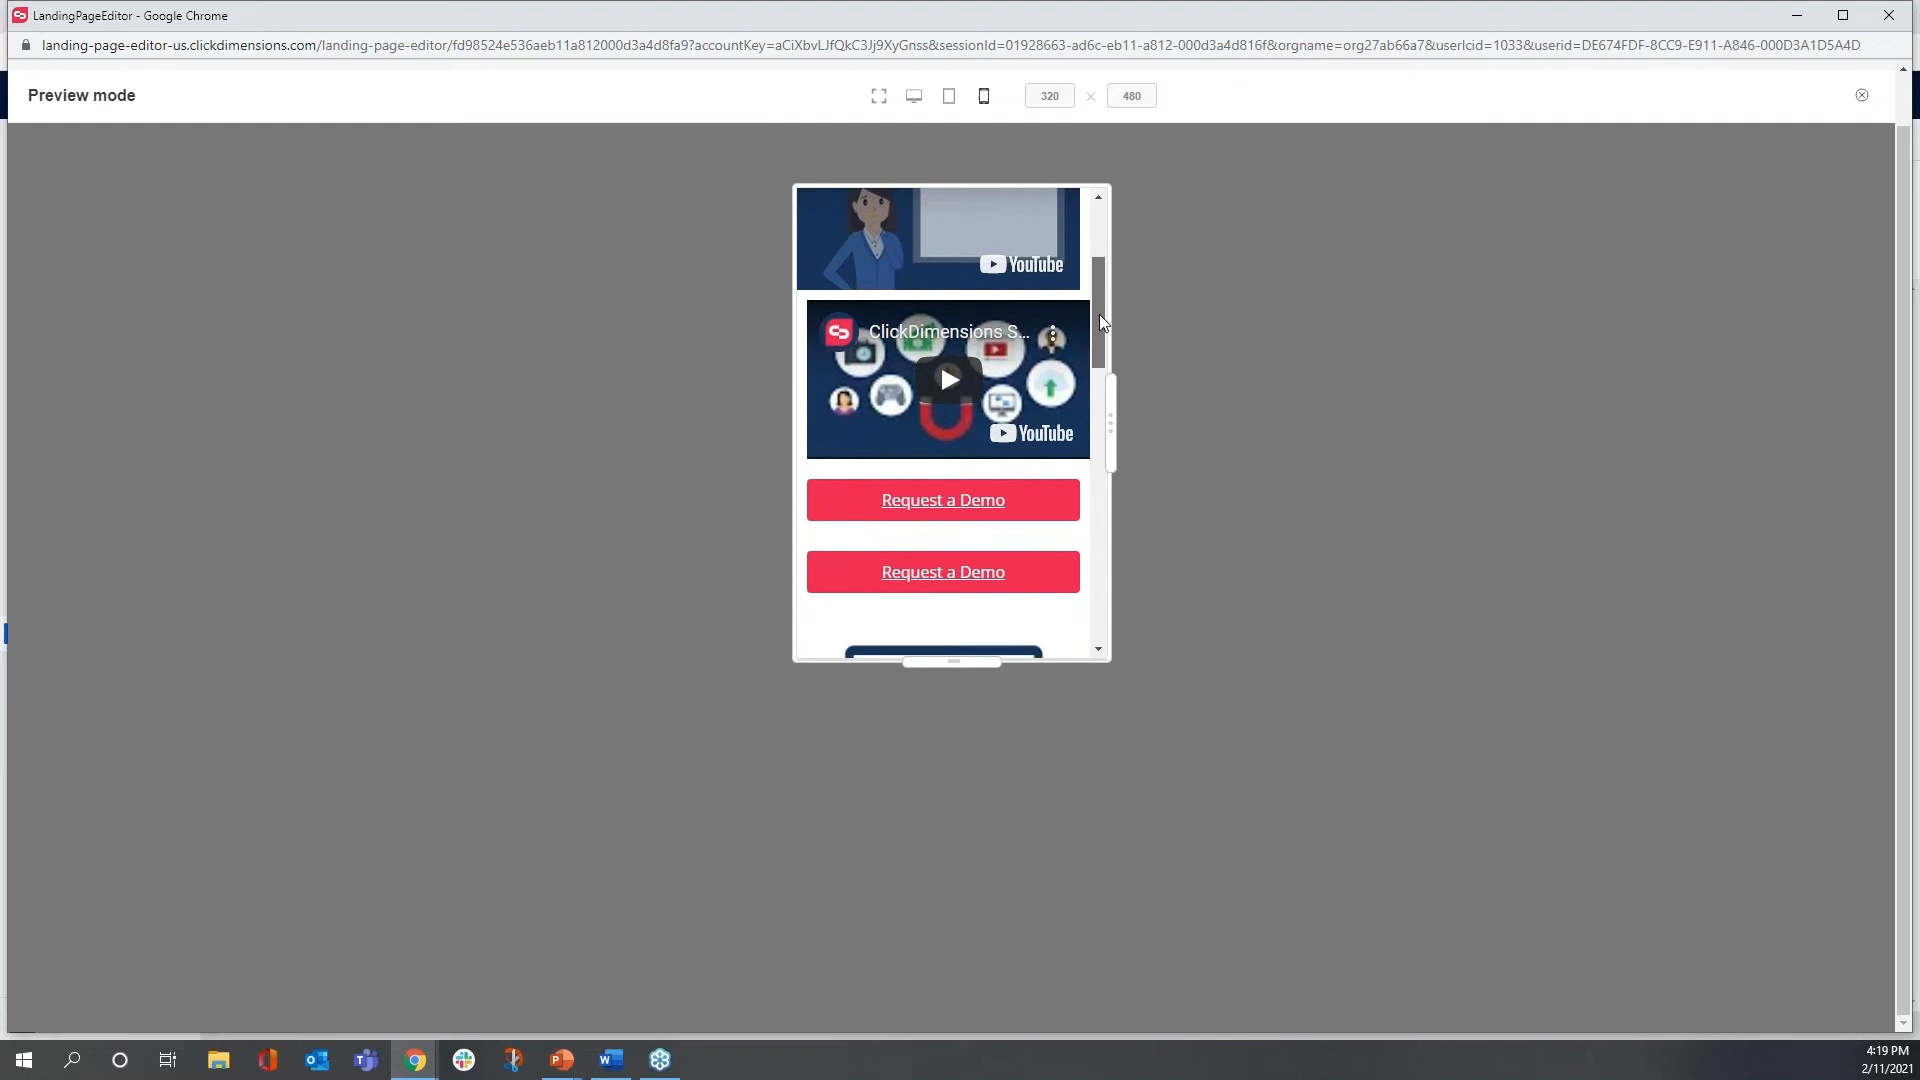 LandingPageEditor - Google Chrome
landing-page-editor-us.clickdimensions.com/landing-page-editor/fd98524e536aeb11a812000d3a4d8fa9?accountKey=aCiXbvLJfQkC3Jj9XyGnss&sessionId=01928663-ad6c-eb11-a812-000d3a4d816f&orgname=org27ab66a7&userlcid=1033&userid=DE674FDF-8CC9-E911-A846-000D3A1D5A4D
Preview mode
320 × 480
YouTube
ClickDimensions S...
YouTube
Request a Demo
Request a Demo
4:19 PM
2/11/2021